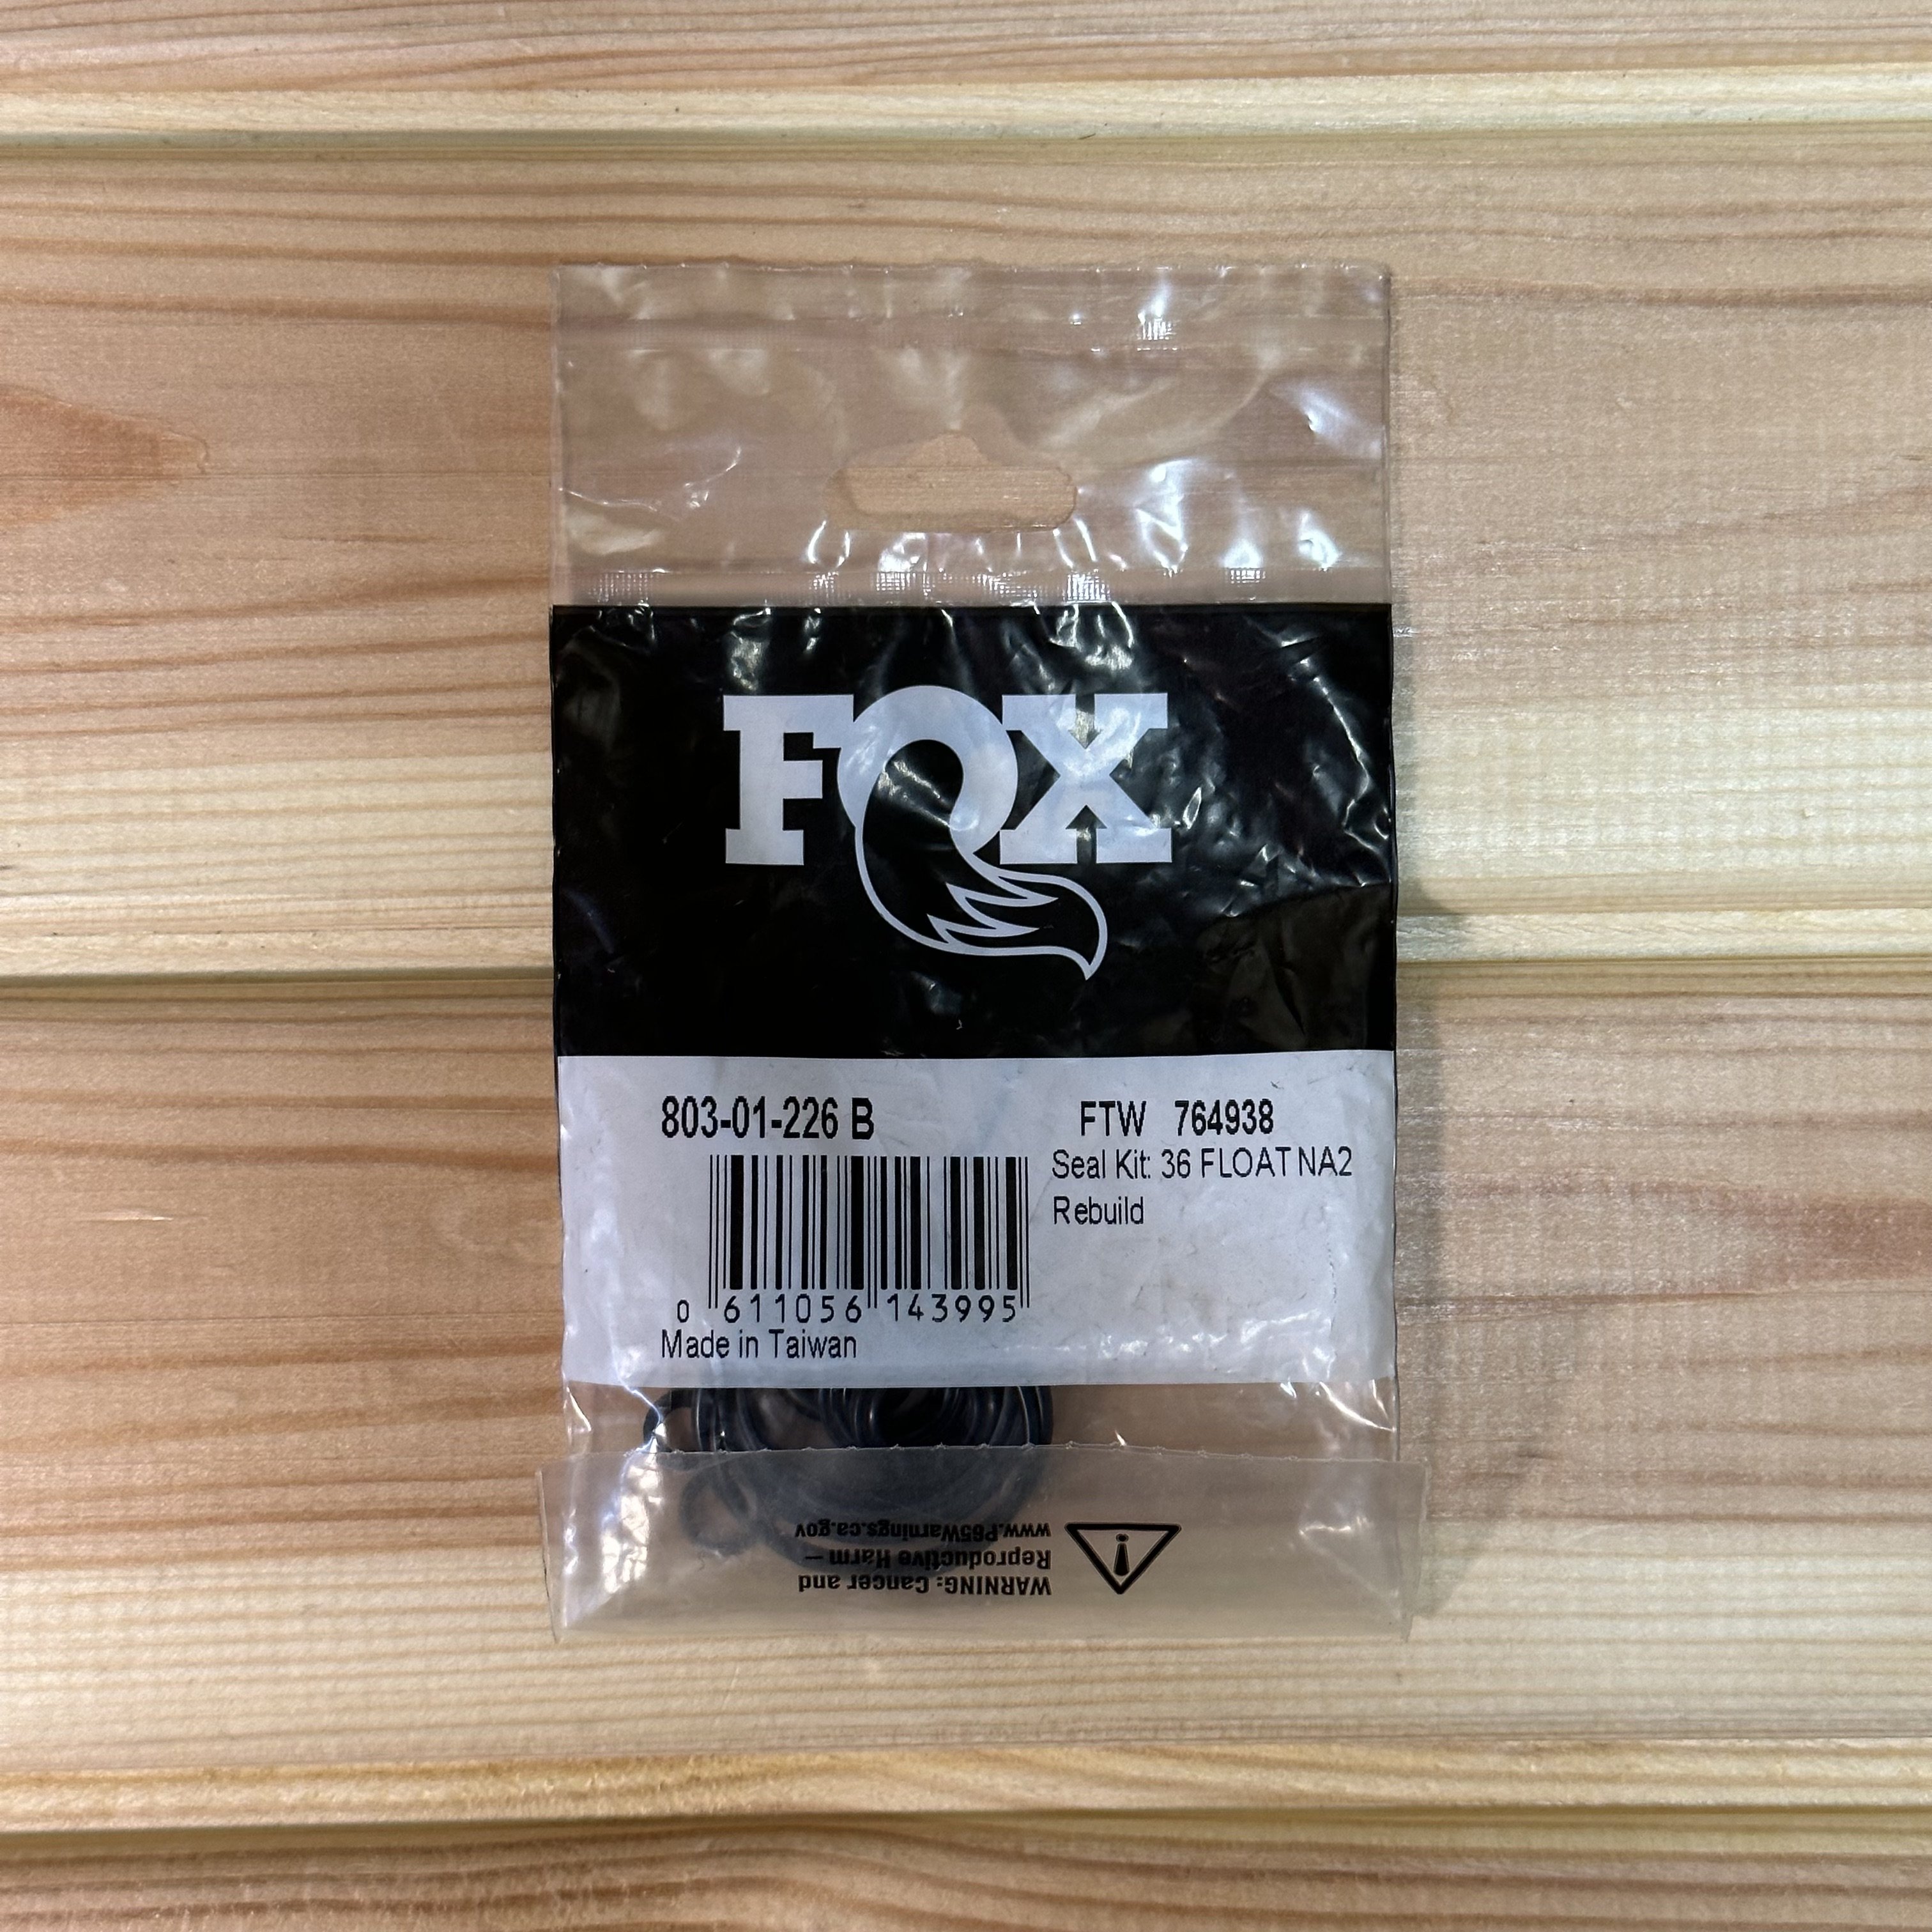 FOX
803-01-226 B
FTW 764938
Seal Kit: 36 FLOAT NA2
Rebuild
0 611056 143995
Made in Taiwan
WARNING: Cancer and
Reproductive Harm –
www.P65Warnings.ca.gov